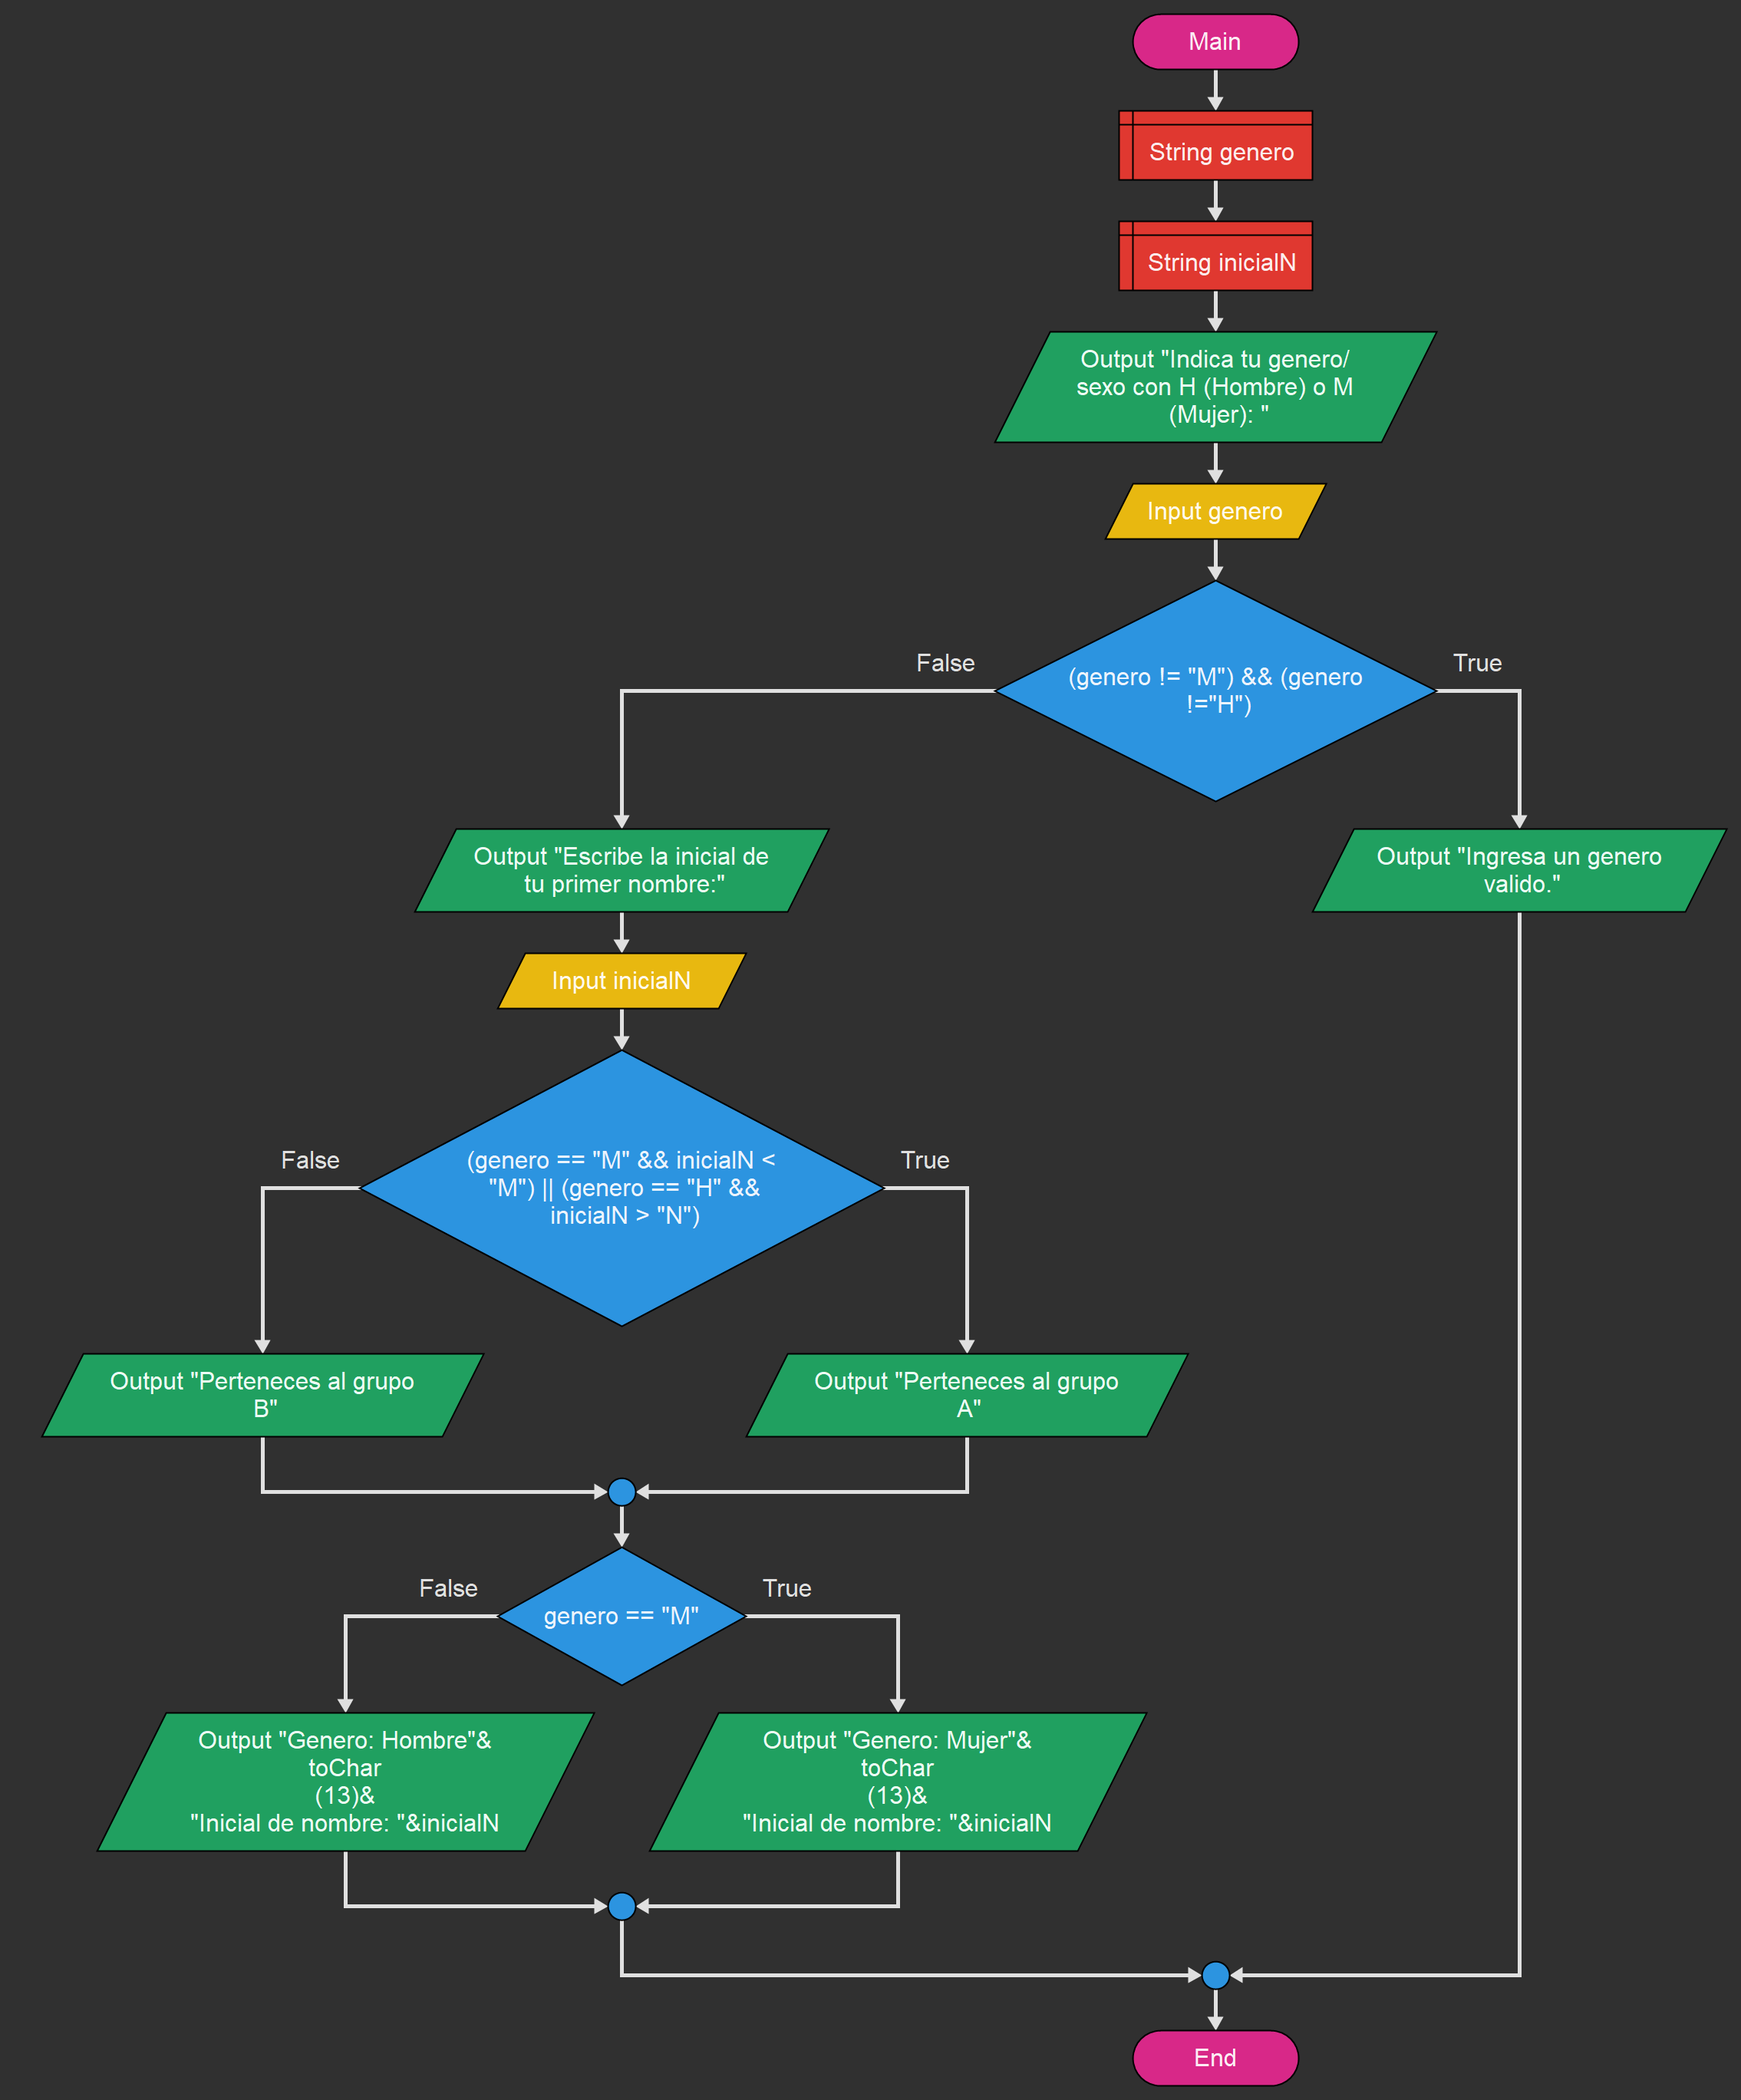 Main
String genero
String inicialN
Output "Indica tu genero/
sexo con H (Hombre) o M
(Mujer): "
Input genero
False
True
(genero != "M") && (genero
!="H")
Output "Escribe la inicial de
tu primer nombre:"
Output "Ingresa un genero
valido."
Input inicialN
False
True
(genero == "M" && inicialN <
"M") || (genero == "H" &&
inicialN > "N")
Output "Perteneces al grupo
B"
Output "Perteneces al grupo
A"
False
True
genero == "M"
Output "Genero: Hombre"&
toChar
(13)&
"Inicial de nombre: "&inicialN
Output "Genero: Mujer"&
toChar
(13)&
"Inicial de nombre: "&inicialN
End